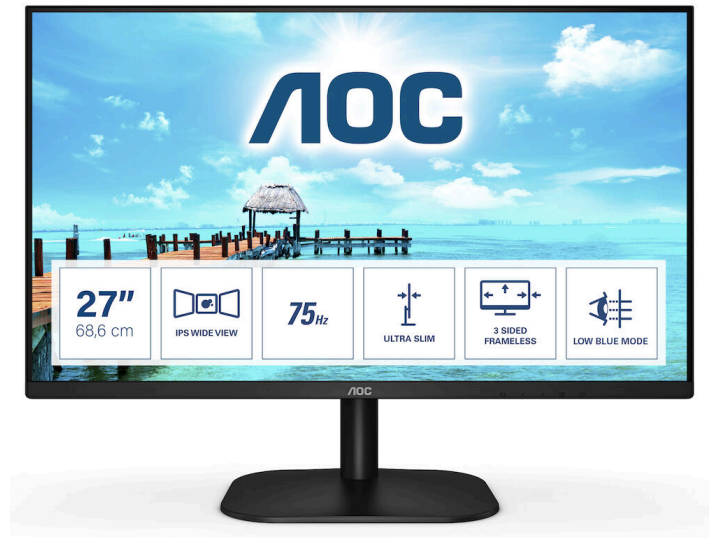 AOC
27"
68,6 cm
IPS WIDE VIEW
75Hz
ULTRA SLIM
3 SIDED
FRAMELESS
LOW BLUE MODE
AOC